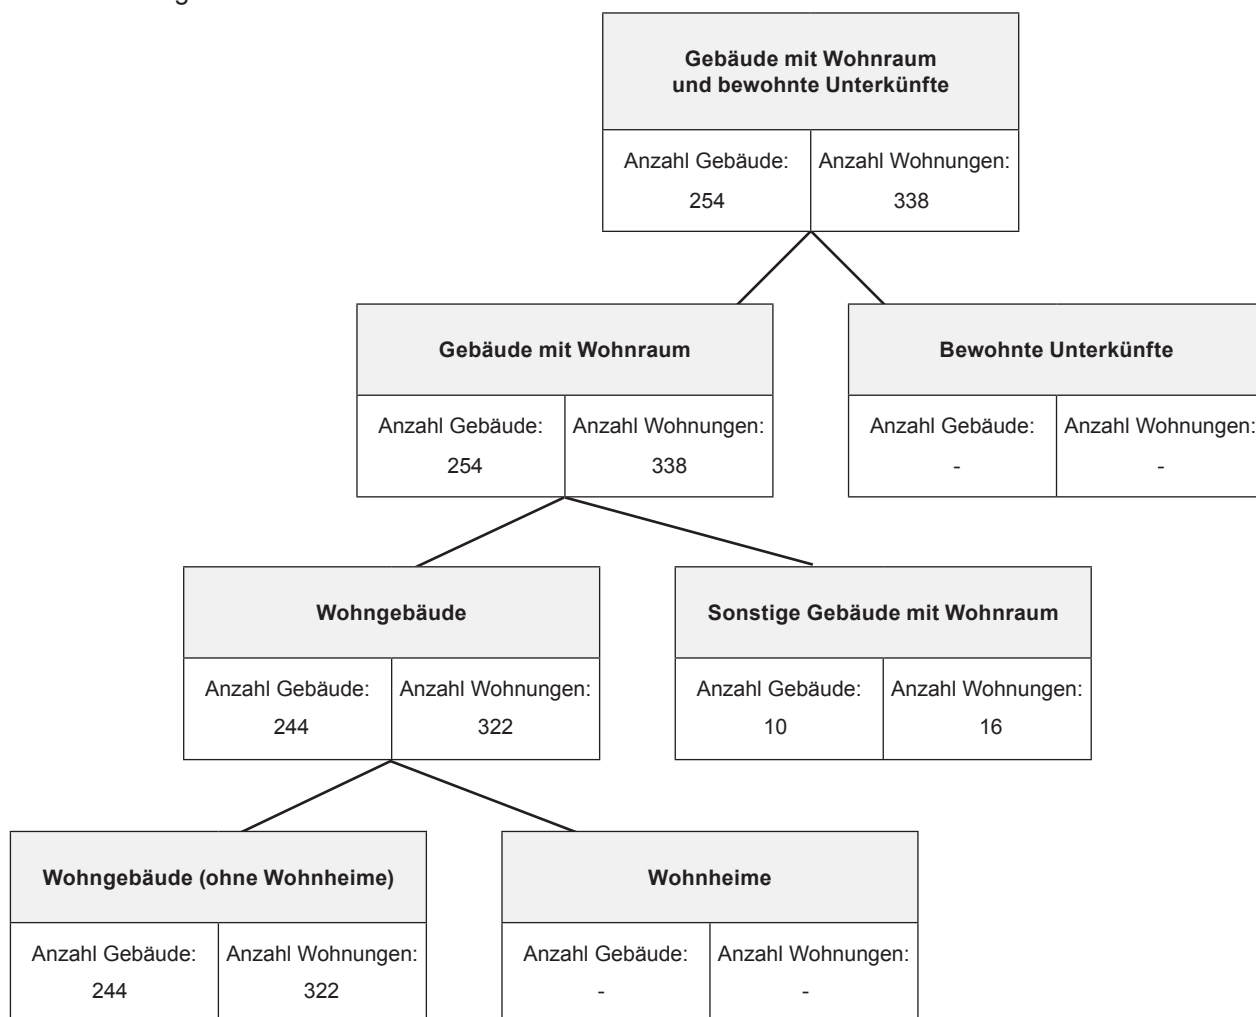 Gebäude mit Wohnraum
und bewohnte Unterkünfte
Anzahl Gebäude: Anzahl Wohnungen:
254 338
Gebäude mit Wohnraum Bewohnte Unterkünfte
Anzahl Gebäude: Anzahl Wohnungen: Anzahl Gebäude: Anzahl Wohnungen:
254 338 - -
Wohngebäude Sonstige Gebäude mit Wohnraum
Anzahl Gebäude: Anzahl Wohnungen: Anzahl Gebäude: Anzahl Wohnungen:
244 322 10 16
Wohngebäude (ohne Wohnheime) Wohnheime
Anzahl Gebäude: Anzahl Wohnungen: Anzahl Gebäude: Anzahl Wohnungen:
244 322 - -